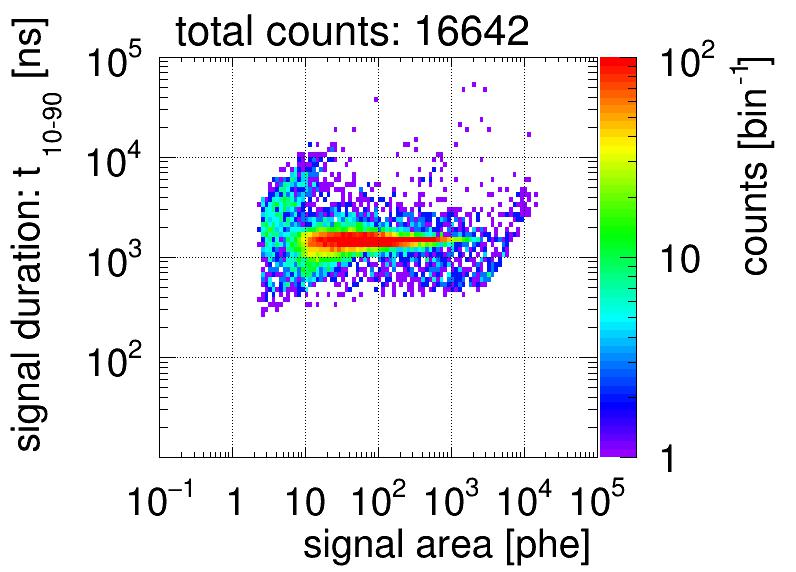 total counts: 16642
signal duration: t 10-90 [ns]
10^5
10^4
10^3
10^2
10^-1 1 10 10^2 10^3 10^4 10^5
signal area [phe]
10^2
10
1
counts [bin^-1]